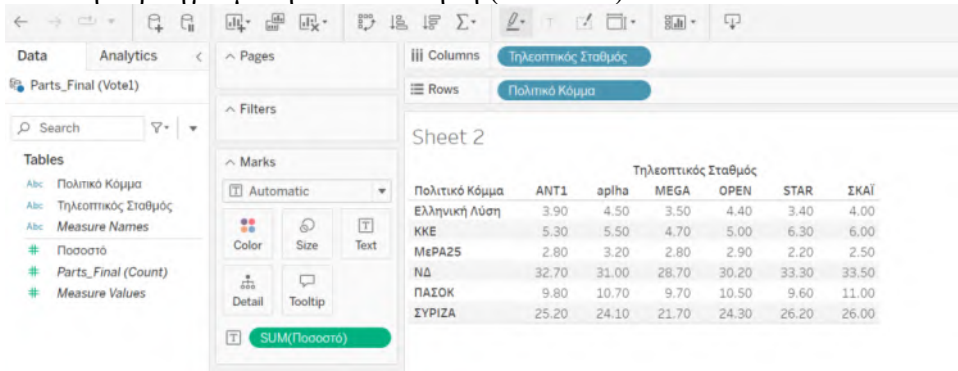 Data Analytics
Parts_Final (Vote1)
Search
Tables
Abc Πολιτικό Κόμμα
Abc Τηλεοπτικός Σταθμός
Abc Measure Names
# Ποσοστό
# Parts_Final (Count)
# Measure Values
Pages
Filters
Marks
T Automatic
Color Size Text
Detail Tooltip
T SUM(Ποσοστό)
Columns Τηλεοπτικός Σταθμός
Rows Πολιτικό Κόμμα
Sheet 2
Τηλεοπτικός Σταθμός
Πολιτικό Κόμμα ANT1 aplha MEGA OPEN STAR ΣΚΑΪ
Ελληνική Λύση 3.90 4.50 3.50 4.40 3.40 4.00
ΚΚΕ 5.30 5.50 4.70 5.00 6.30 6.00
ΜεΡΑ25 2.80 3.20 2.80 2.90 2.20 2.50
ΝΔ 32.70 31.00 28.70 30.20 33.30 33.50
ΠΑΣΟΚ 9.80 10.70 9.70 10.50 9.60 11.00
ΣΥΡΙΖΑ 25.20 24.10 21.70 24.30 26.20 26.00